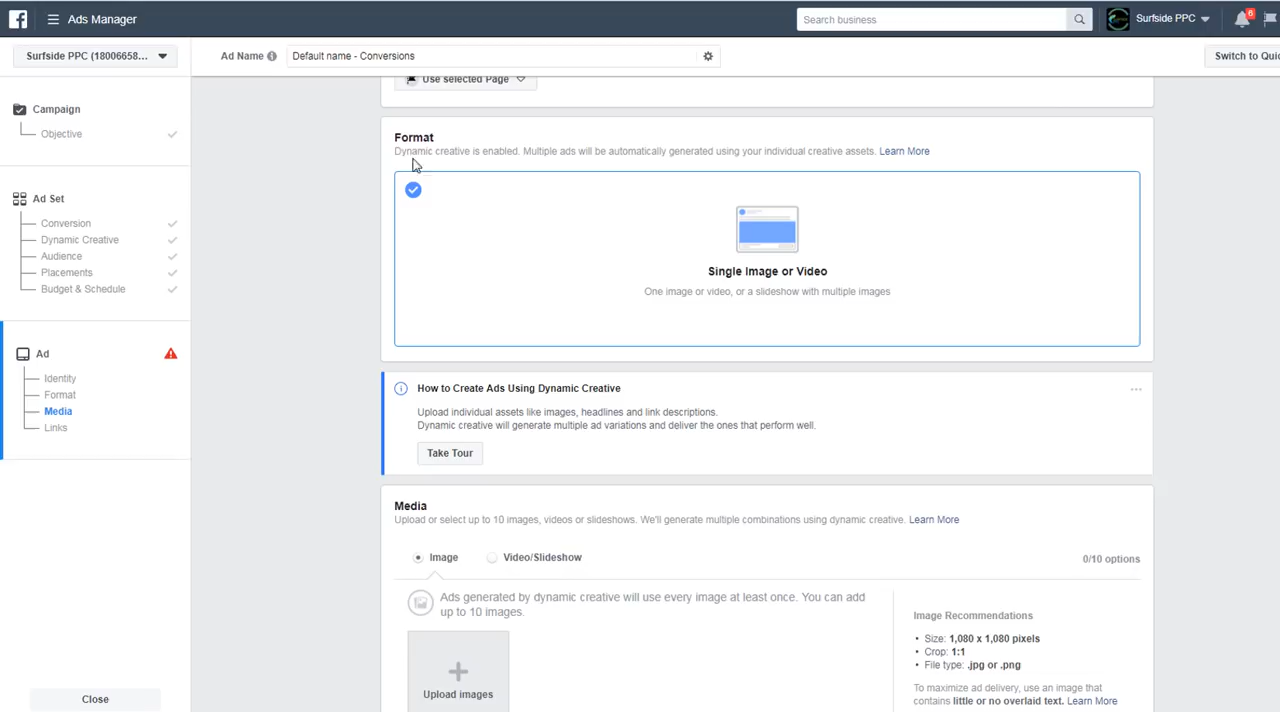 Ads Manager
Search business
Surfside PPC
6
Surfside PPC (18006658...
Ad Name
Default name - Conversions
Switch to Quic
Campaign
Objective
Ad Set
Conversion
Dynamic Creative
Audience
Placements
Budget & Schedule
Ad
Identity
Format
Media
Links
Close
Use selected Page
Format
Dynamic creative is enabled. Multiple ads will be automatically generated using your individual creative assets. Learn More
Single Image or Video
One image or video, or a slideshow with multiple images
How to Create Ads Using Dynamic Creative
Upload individual assets like images, headlines and link descriptions.
Dynamic creative will generate multiple ad variations and deliver the ones that perform well.
Take Tour
Media
Upload or select up to 10 images, videos or slideshows. We'll generate multiple combinations using dynamic creative. Learn More
Image
Video/Slideshow
0/10 options
Ads generated by dynamic creative will use every image at least once. You can add
up to 10 images.
Upload images
Image Recommendations
• Size: 1,080 x 1,080 pixels
• Crop: 1:1
• File type: .jpg or .png
To maximize ad delivery, use an image that
contains little or no overlaid text. Learn More